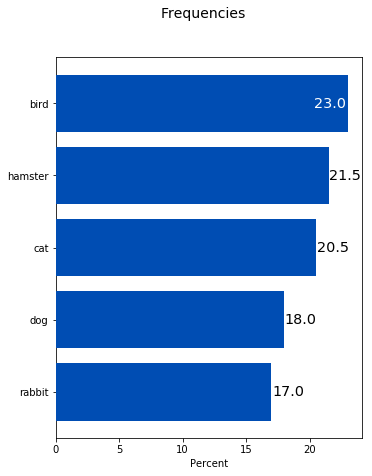 Frequencies
bird 23.0
hamster 21.5
cat 20.5
dog 18.0
rabbit 17.0
0 5 10 15 20
Percent